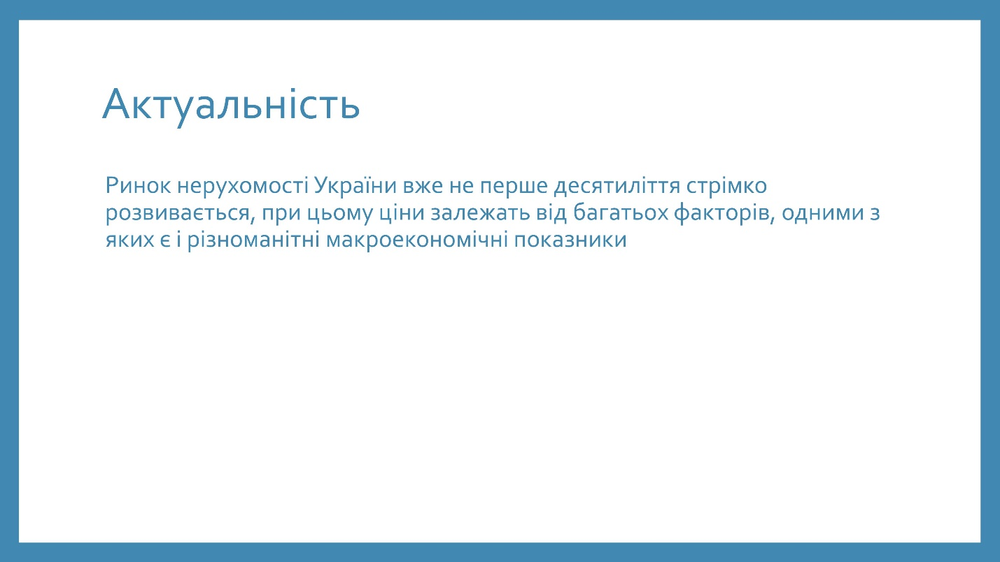 Актуальність
Ринок нерухомості України вже не перше десятиліття стрімко
розвивається, при цьому ціни залежать від багатьох факторів, одними з
яких є і різноманітні макроекономічні показники